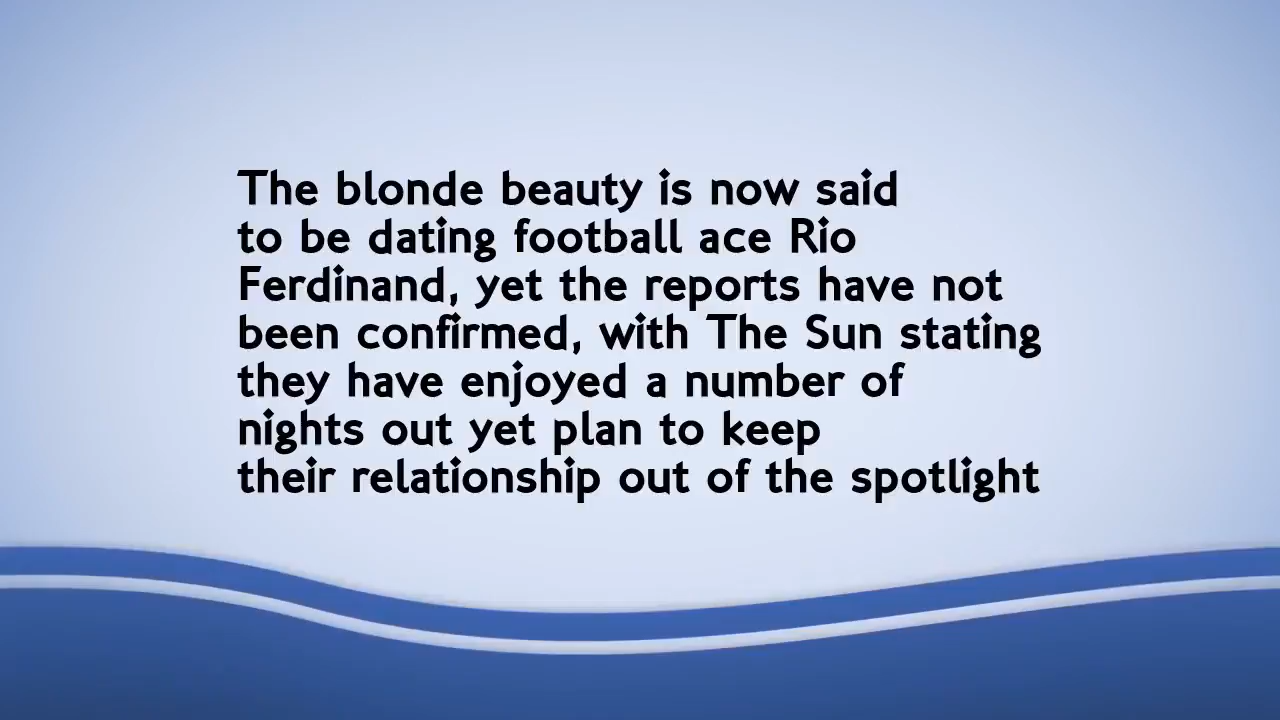 The blonde beauty is now said
to be dating football ace Rio
Ferdinand, yet the reports have not
been confirmed, with The Sun stating
they have enjoyed a number of
nights out yet plan to keep
their relationship out of the spotlight